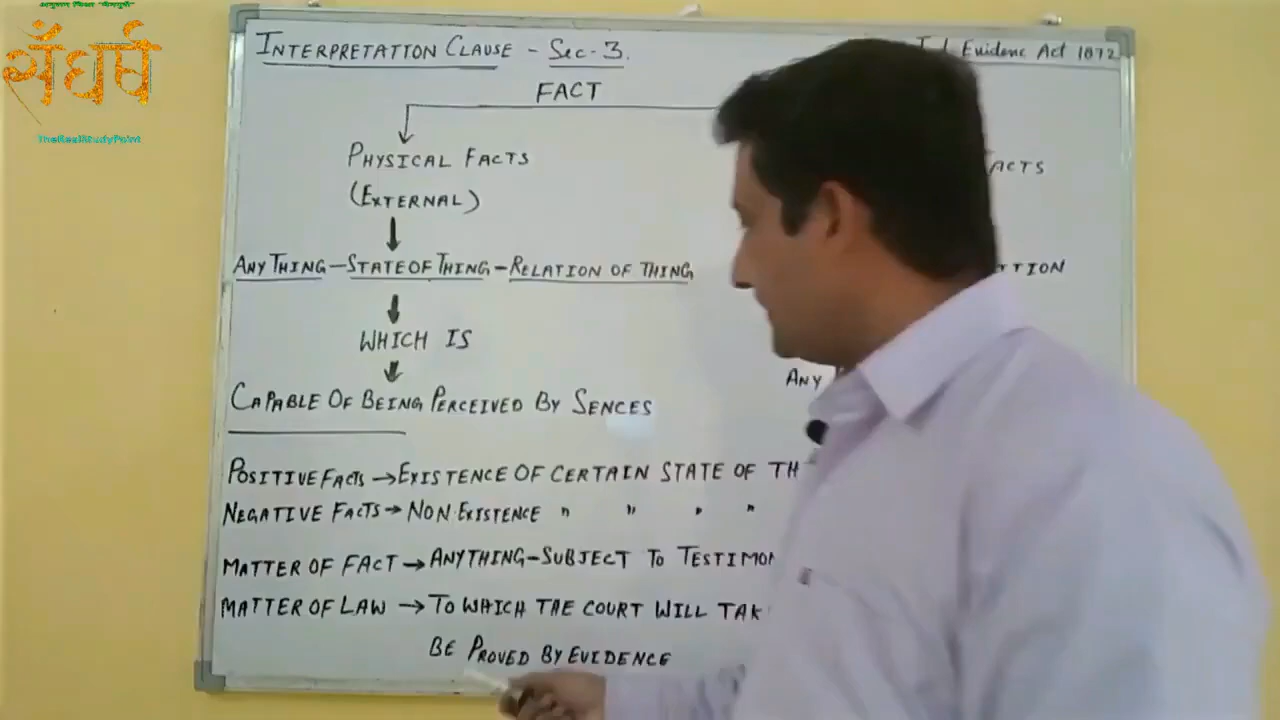 संघर्ष
TheRealStudyPoint
INTERPRETATION CLAUSE - SEC-3.
Evidenc Act 1872
FACT
PHYSICAL FACTS
ACTS
(EXTERNAL)
ANY THING - STATE OF THING - RELATION OF THING
TION
WHICH IS
ANY
CAPABLE OF BEING PERCEIVED BY SENCES
POSITIVE FACTS → EXISTENCE OF CERTAIN STATE OF TH
NEGATIVE FACTS → NON EXISTENCE " " " "
MATTER OF FACT → ANYTHING - SUBJECT TO TESTIMON
MATTER OF LAW → TO WHICH THE COURT WILL TAK
BE PROVED BY EVIDENCE